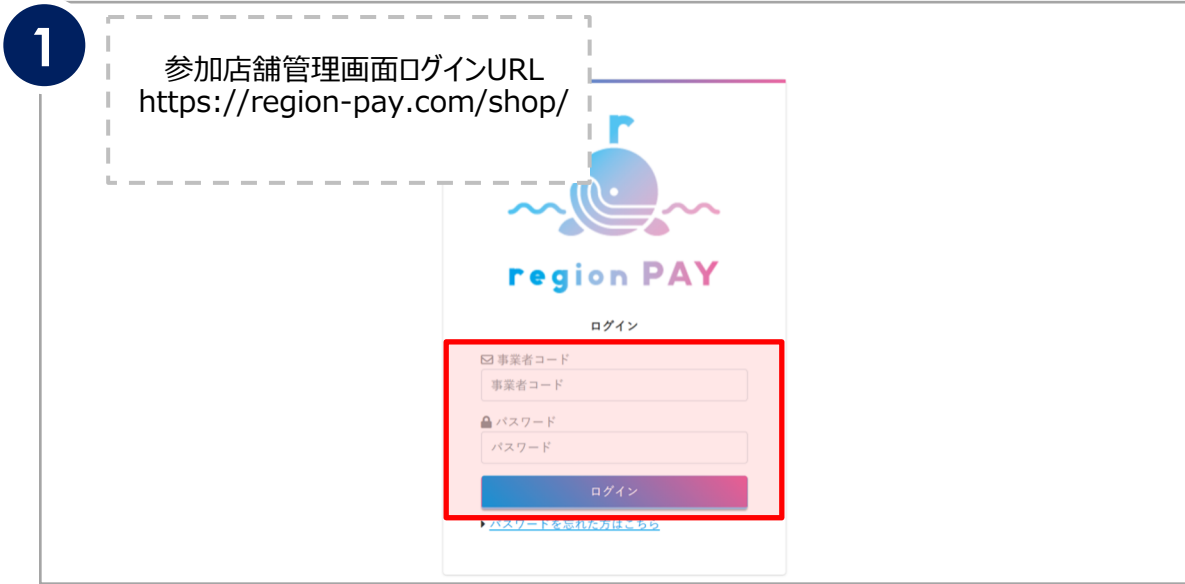 1
参加店舗管理画面ログインURL
https://region-pay.com/shop/
r
region PAY
ログイン
事業者コード
事業者コード
パスワード
パスワード
ログイン
パスワードを忘れた方はこちら